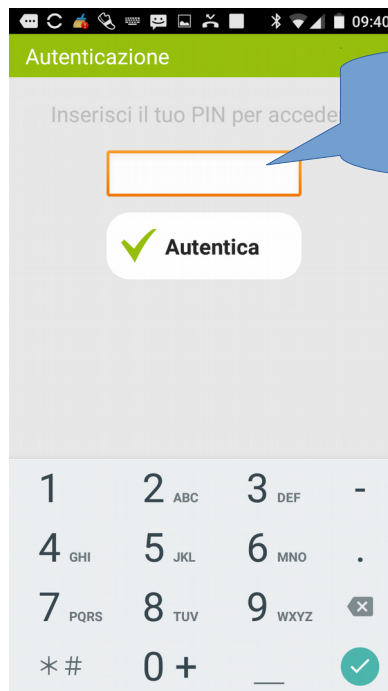 09:40
Autenticazione
Inserisci il tuo PIN per accede
Autentica
1 2 ABC 3 DEF -
4 GHI 5 JKL 6 MNO .
7 PQRS 8 TUV 9 WXYZ
*# 0 + _